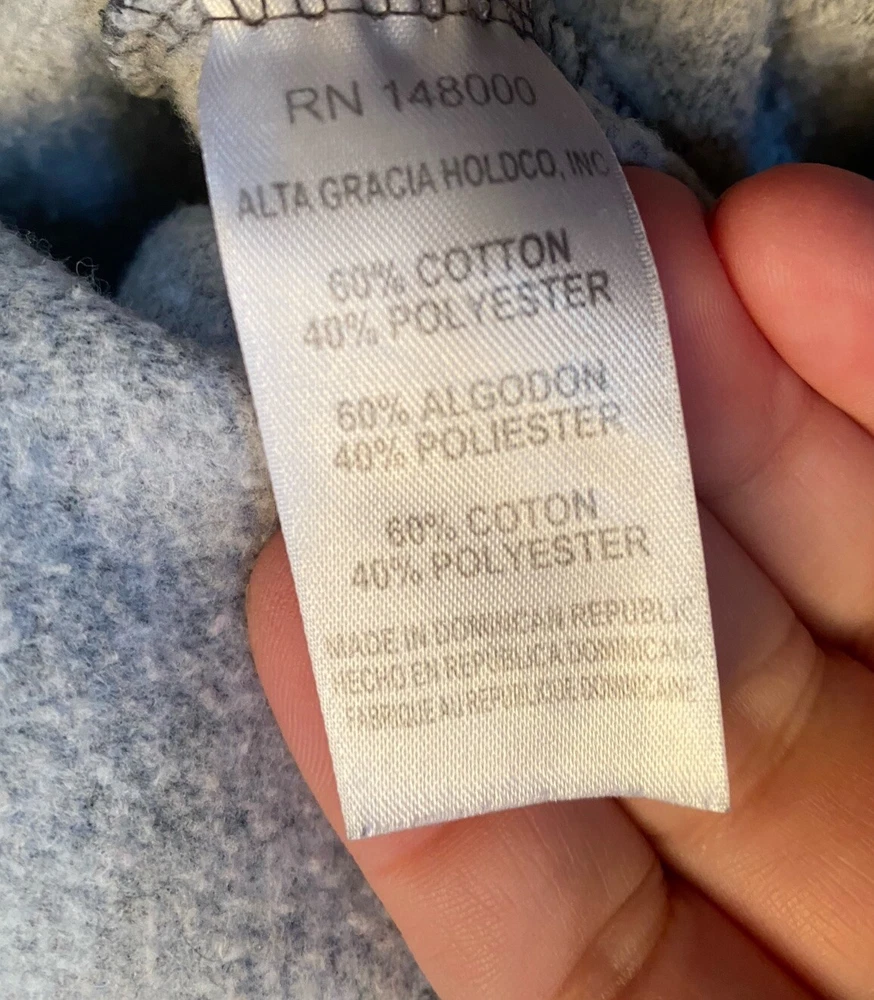 RN 148000
ALTA GRACIA HOLDCO, INC
60% COTTON
40% POLYESTER
60% ALGODON
40% POLIESTER
60% COTON
40% POLYESTER
MADE IN DOMINICAN REPUBLIC
HECHO EN REPUBLICA DOMINICANA
FABRIQUE AU REPUBLIQUE DOMINICAINE